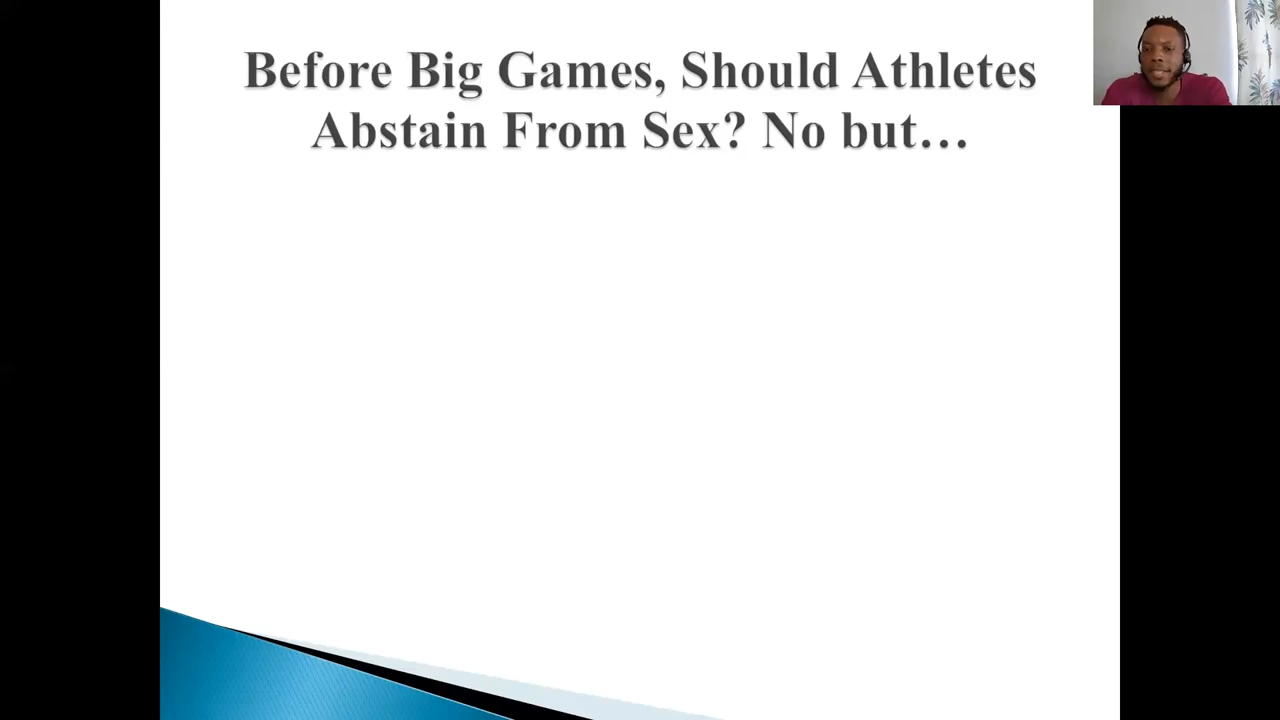 Before Big Games, Should Athletes
Abstain From Sex? No but…